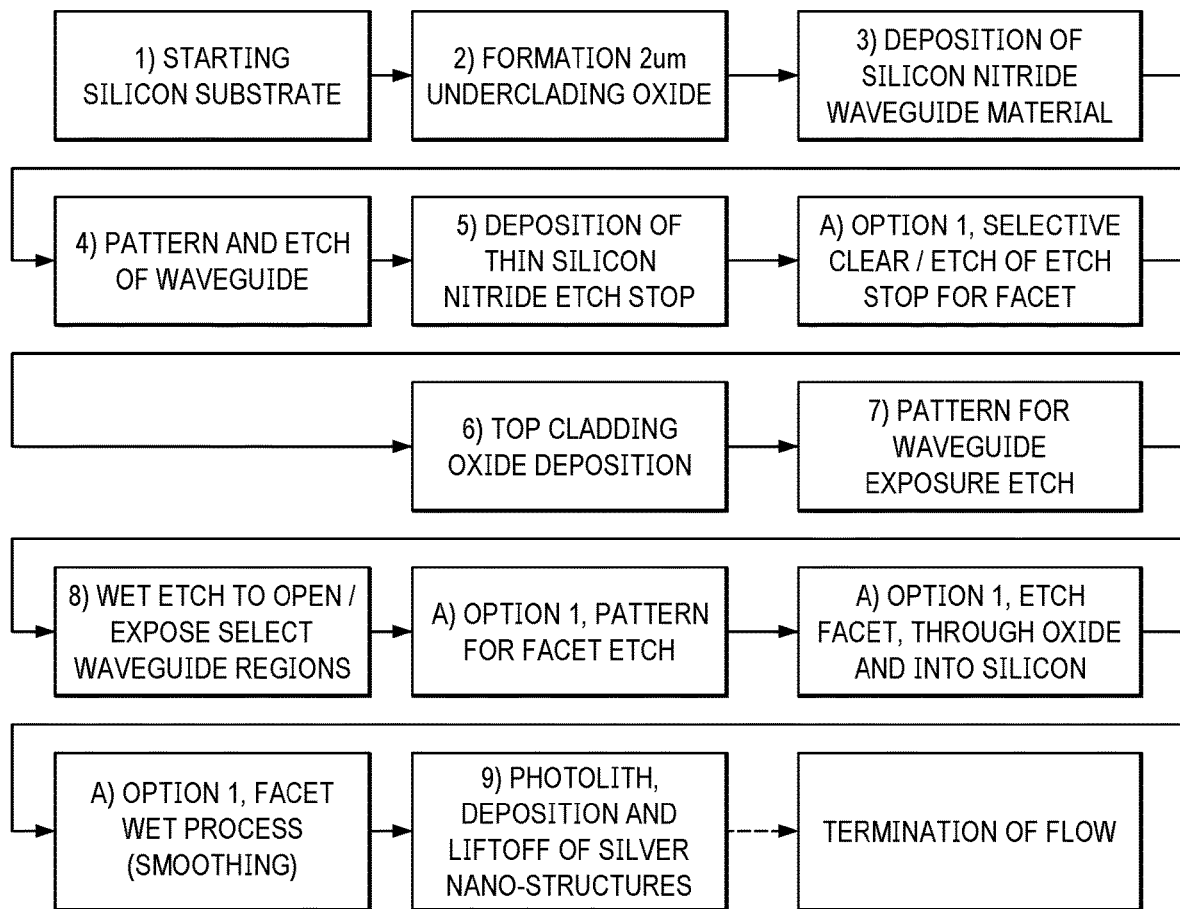 1) STARTING
SILICON SUBSTRATE
2) FORMATION 2um
UNDERCLADING OXIDE
3) DEPOSITION OF
SILICON NITRIDE
WAVEGUIDE MATERIAL
4) PATTERN AND ETCH
OF WAVEGUIDE
5) DEPOSITION OF
THIN SILICON
NITRIDE ETCH STOP
A) OPTION 1, SELECTIVE
CLEAR / ETCH OF ETCH
STOP FOR FACET
6) TOP CLADDING
OXIDE DEPOSITION
7) PATTERN FOR
WAVEGUIDE
EXPOSURE ETCH
8) WET ETCH TO OPEN /
EXPOSE SELECT
WAVEGUIDE REGIONS
A) OPTION 1, PATTERN
FOR FACET ETCH
A) OPTION 1, ETCH
FACET, THROUGH OXIDE
AND INTO SILICON
A) OPTION 1, FACET
WET PROCESS
(SMOOTHING)
9) PHOTOLITH,
DEPOSITION AND
LIFTOFF OF SILVER
NANO-STRUCTURES
TERMINATION OF FLOW